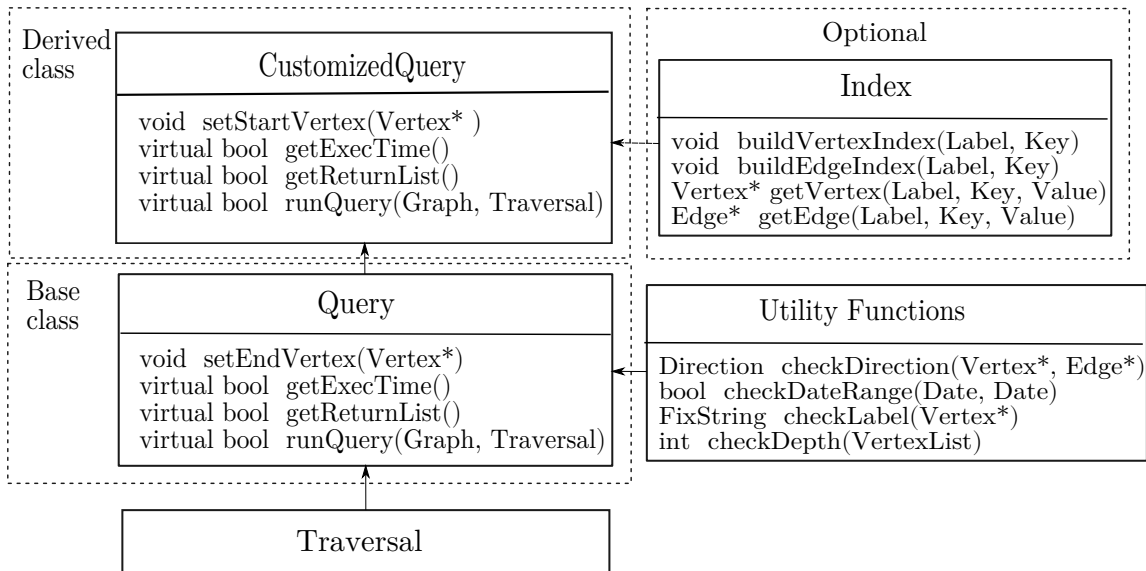 Derived
class
CustomizedQuery
void setStartVertex(Vertex* )
virtual bool getExecTime()
virtual bool getReturnList()
virtual bool runQuery(Graph, Traversal)
Optional
Index
void buildVertexIndex(Label, Key)
void buildEdgeIndex(Label, Key)
Vertex* getVertex(Label, Key, Value)
Edge* getEdge(Label, Key, Value)
Base
class
Query
void setEndVertex(Vertex*)
virtual bool getExecTime()
virtual bool getReturnList()
virtual bool runQuery(Graph, Traversal)
Utility Functions
Direction checkDirection(Vertex*, Edge*)
bool checkDateRange(Date, Date)
FixString checkLabel(Vertex*)
int checkDepth(VertexList)
Traversal